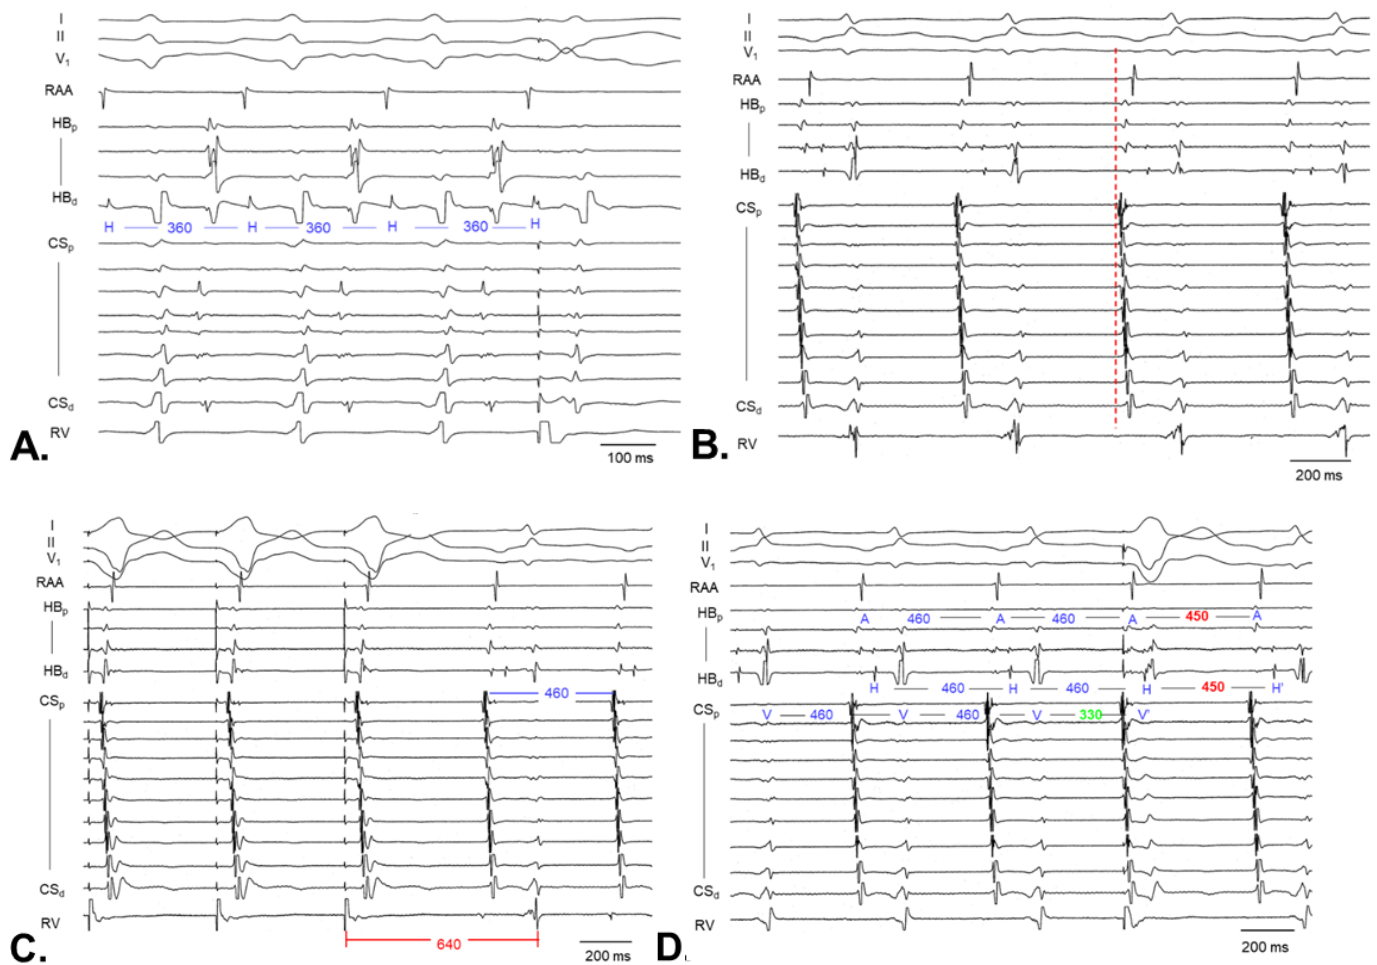 I
II
V1
RAA
HBp
HBd
H 360 H 360 H 360 H
CSp
CSd
RV
100 ms
A.
I
II
V1
RAA
HBp
HBd
CSp
CSd
RV
200 ms
B.
I
II
V1
RAA
HBp
HBd
CSp
460
CSd
RV
640
200 ms
C.
I
II
V1
RAA
HBp
A 460 A 460 A 450 A
HBd
H 460 H 460 H 450 H'
CSp
V 460 V 460 V 330 V'
CSd
RV
200 ms
D.